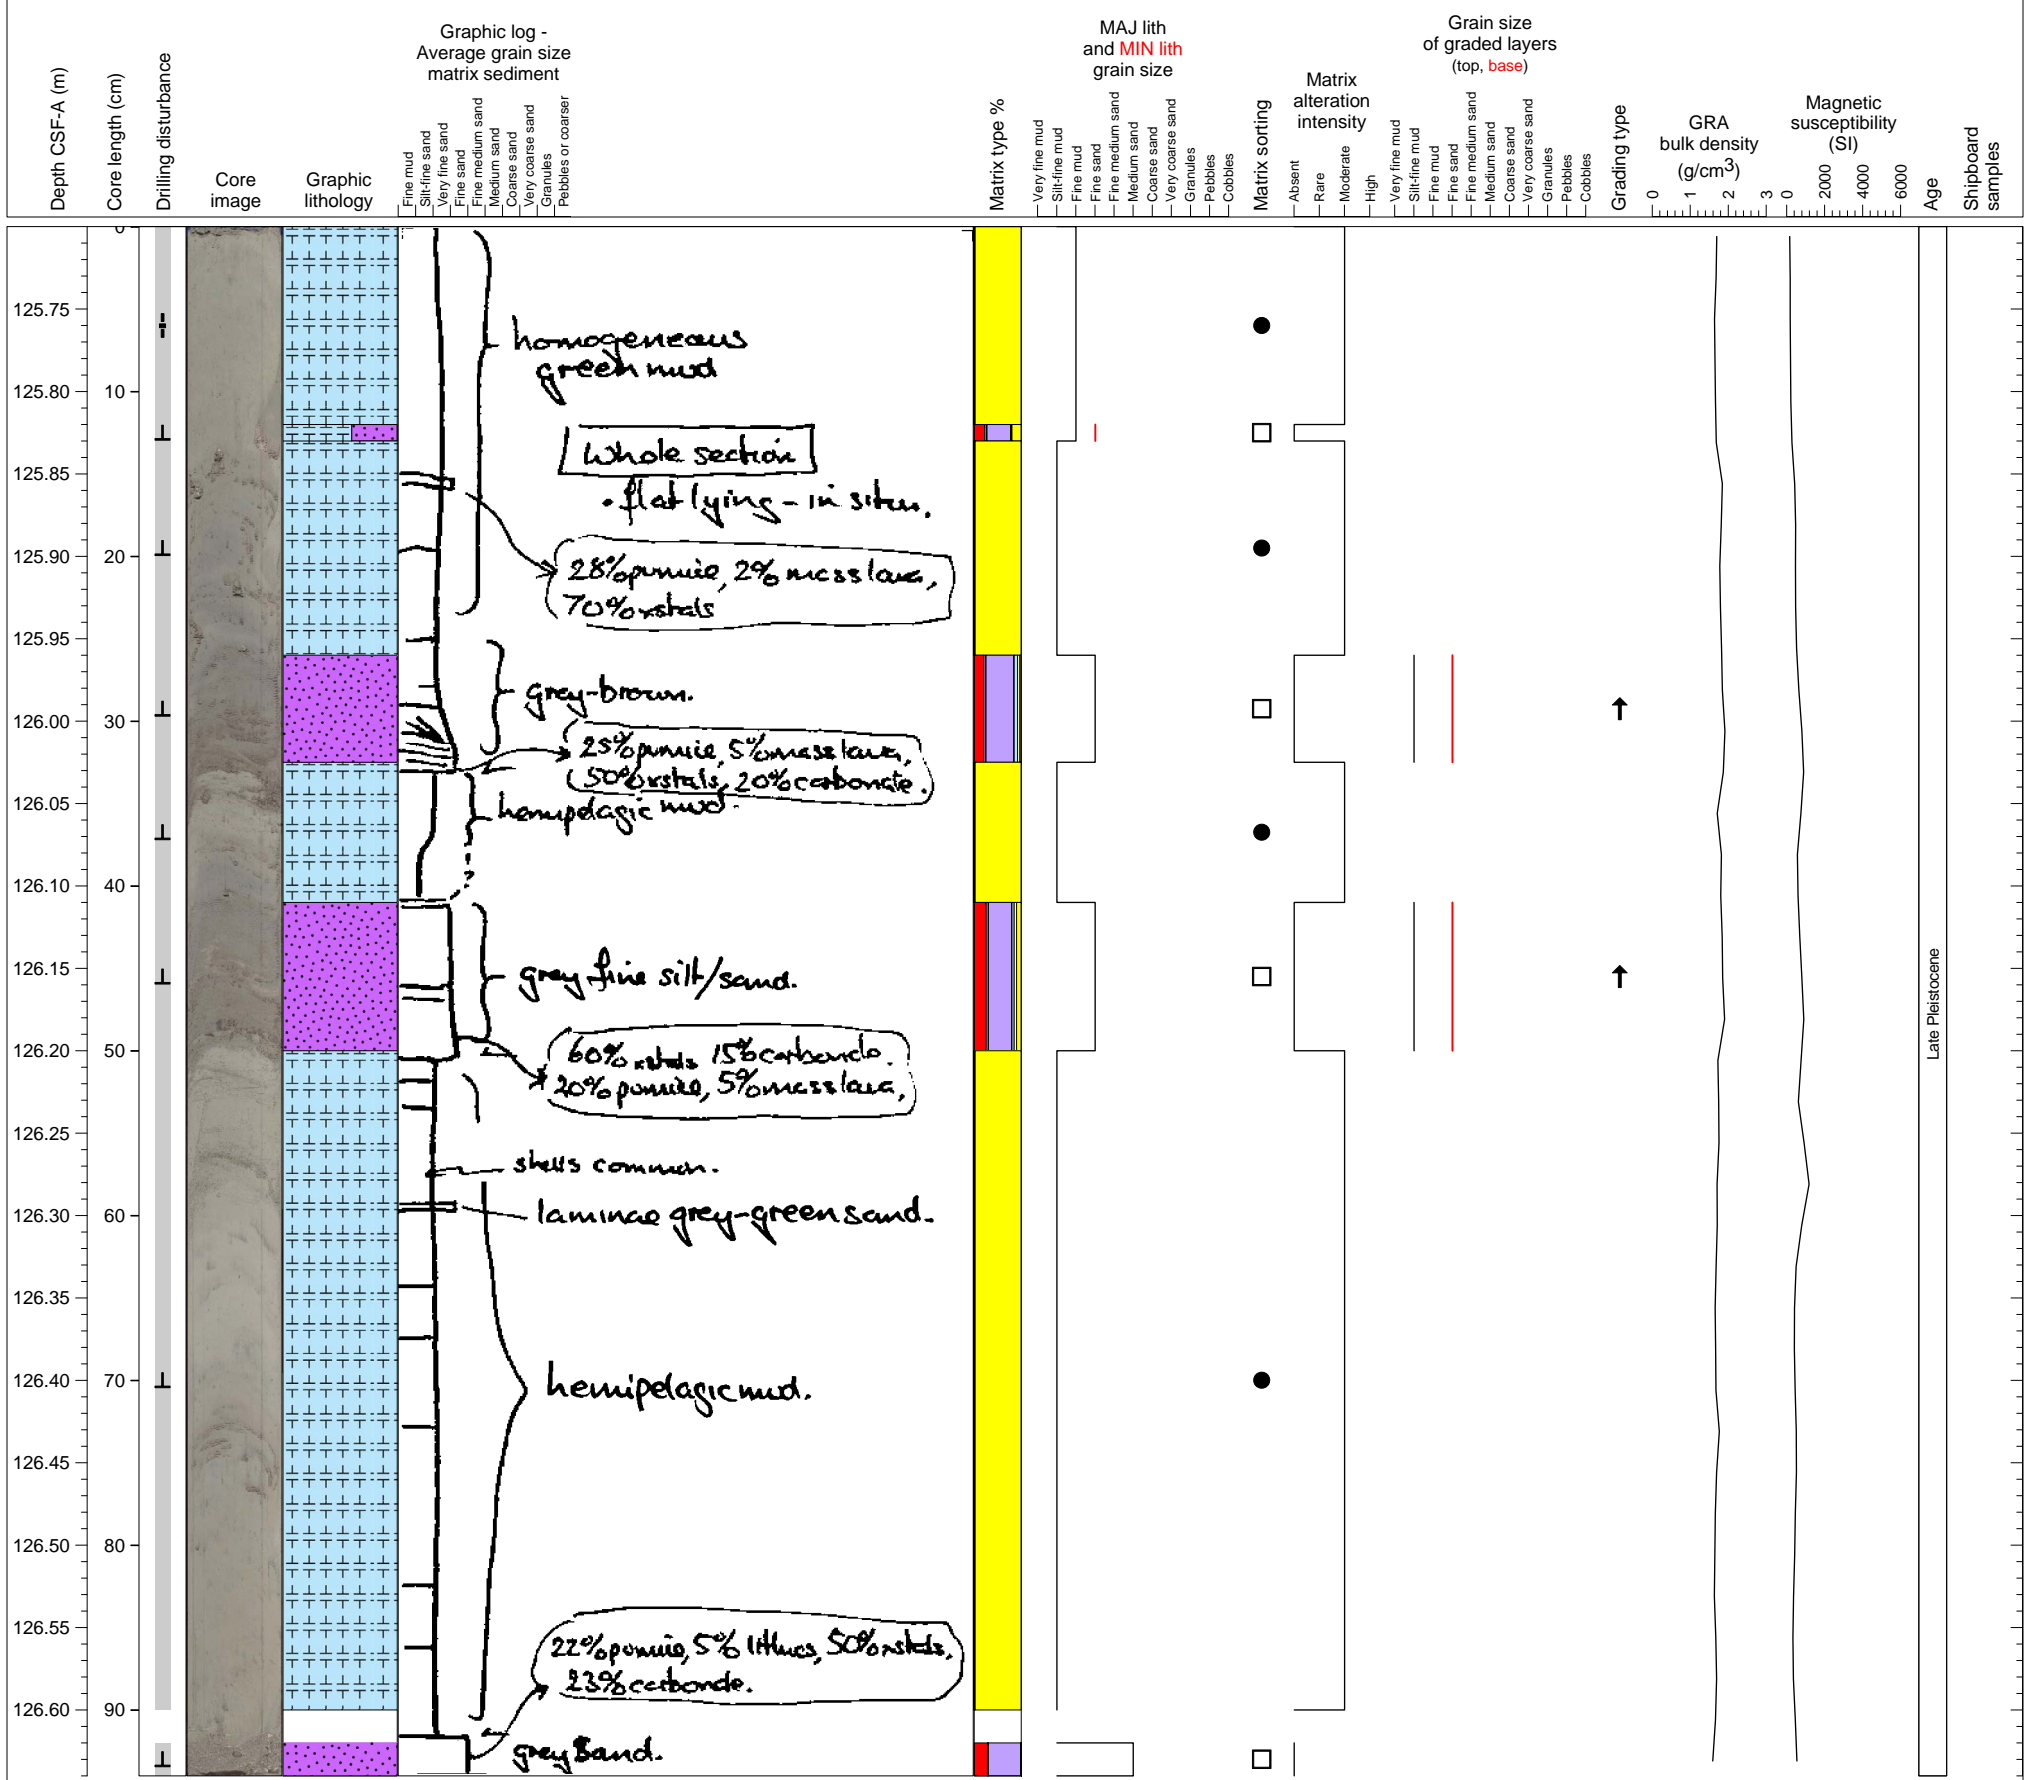 Depth CSF-A (m)
Core length (cm)
Drilling disturbance
Core
image
Graphic
lithology
Graphic log -
Average grain size
matrix sediment
Fine mud
Silt-fine sand
Very fine sand
Fine sand
Fine medium sand
Medium sand
Coarse sand
Very coarse sand
Granules
Pebbles or coarser
Matrix type %
MAJ lith
and MIN lith
grain size
Very fine mud
Silt-fine mud
Fine mud
Fine sand
Fine medium sand
Medium sand
Coarse sand
Very coarse sand
Granules
Pebbles
Cobbles
Matrix sorting
Matrix
alteration
intensity
Absent
Rare
Moderate
High
Grain size
of graded layers
(top, base)
Very fine mud
Silt-fine mud
Fine mud
Fine sand
Fine medium sand
Medium sand
Coarse sand
Very coarse sand
Granules
Pebbles
Cobbles
Grading type
GRA
bulk density
(g/cm3)
0 1 2 3
Magnetic
susceptibility
(SI)
0 2000 4000 6000
Age
Shipboard
samples
0
125.75
125.80 10
125.85
125.90 20
125.95
126.00 30
126.05
126.10 40
126.15
126.20 50
126.25
126.30 60
126.35
126.40 70
126.45
126.50 80
126.55
126.60 90
homogeneous
green mud
Whole section
• flat lying - in situ.
28% pumice, 2% mass lava,
70% xstals
grey-brown.
25% pumice, 5% mass lava,
50% xstals, 20% carbonate.
hemipelagic mud.
grey fine silt/sand.
60% xstals 15% carbonate.
20% pumice, 5% mass lava,
shells common.
laminae grey-green sand.
hemipelagic mud.
22% pumice, 5% lithics, 50% xstals,
23% carbonate.
grey sand.
Late Pleistocene